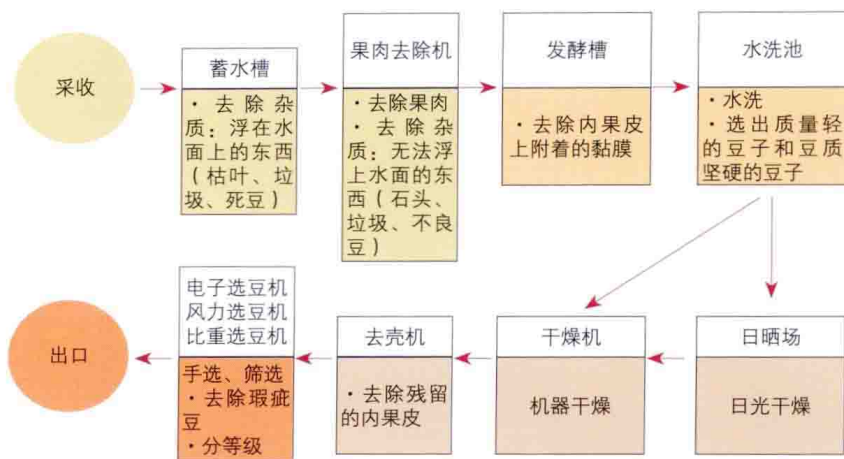 采收
蓄水槽
· 去除杂
质：浮在水
面上的东西
（枯叶、垃
圾、死豆）
果肉去除机
· 去除果肉
· 去除杂
质：无法浮
上水面的东
西（石头、
垃圾、不良
豆）
发酵槽
· 去除内果皮
上附着的黏膜
水洗池
· 水洗
· 选出质量轻
的豆子和豆质
坚硬的豆子
日晒场
日光干燥
干燥机
机器干燥
去壳机
· 去除残留
的内果皮
电子选豆机
风力选豆机
比重选豆机
手选、筛选
· 去除瑕疵
豆
· 分等级
出口